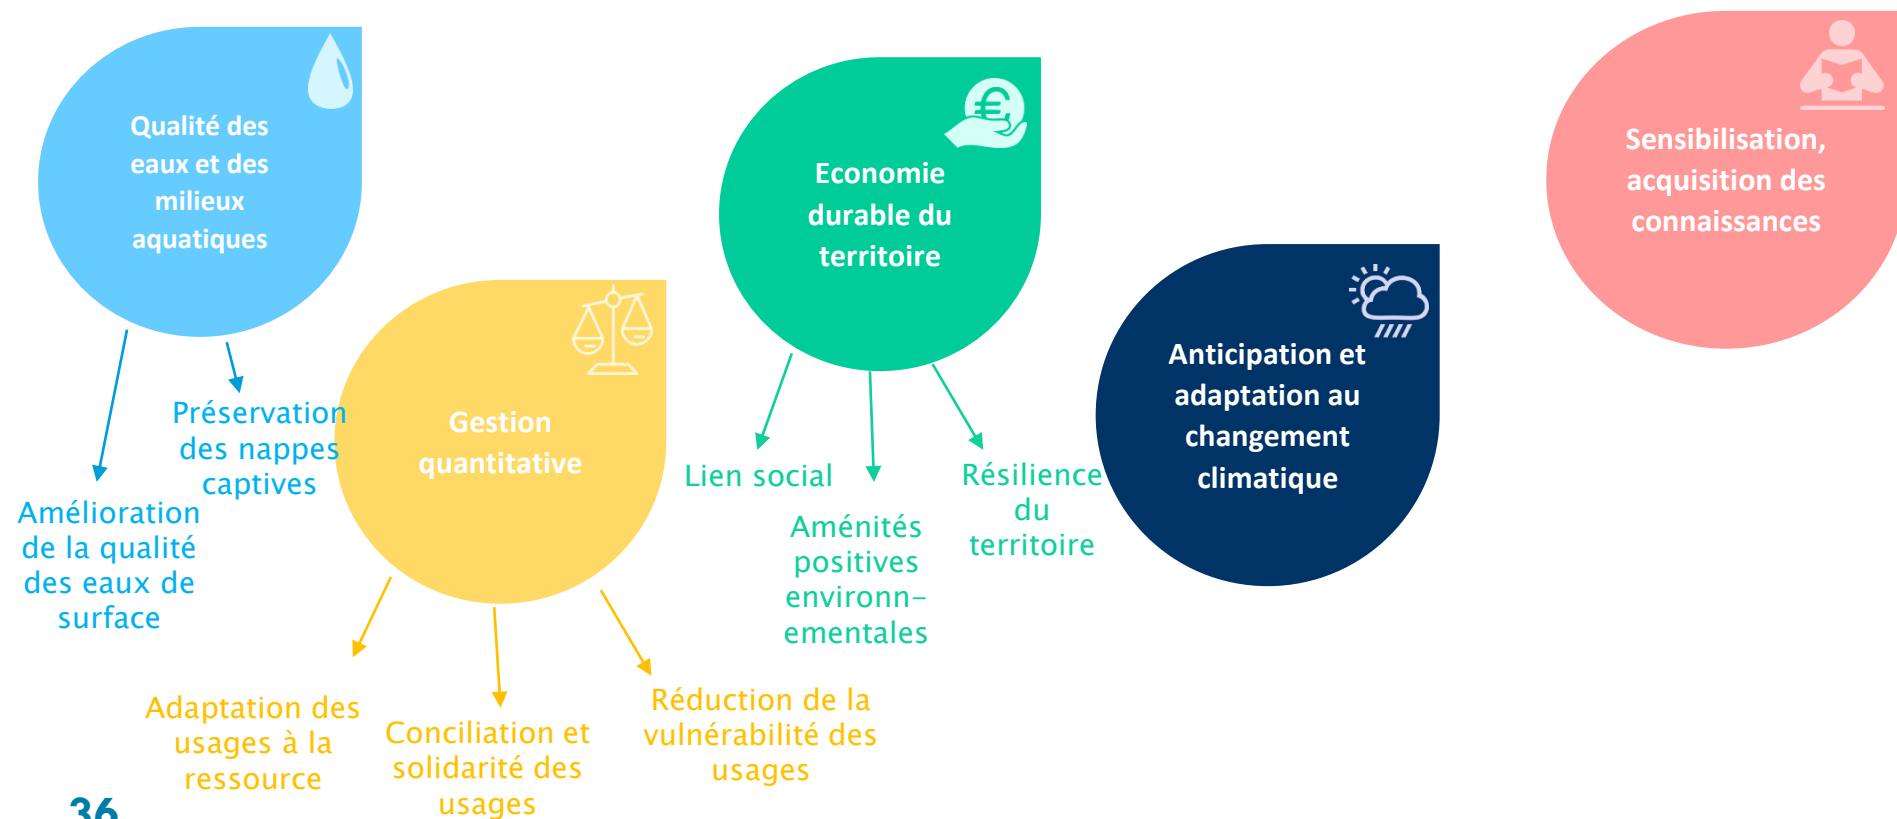 Qualité des
eaux et des
milieux
aquatiques
Préservation
des nappes
captives
Amélioration
de la qualité
des eaux de
surface
Gestion
quantitative
Adaptation des
usages à la
ressource
Conciliation et
solidarité des
usages
Réduction de la
vulnérabilité des
usages
€
Economie
durable du
territoire
Lien social
Aménités
positives
environn-
ementales
Résilience
du
territoire
Anticipation et
adaptation au
changement
climatique
Sensibilisation,
acquisition des
connaissances
36